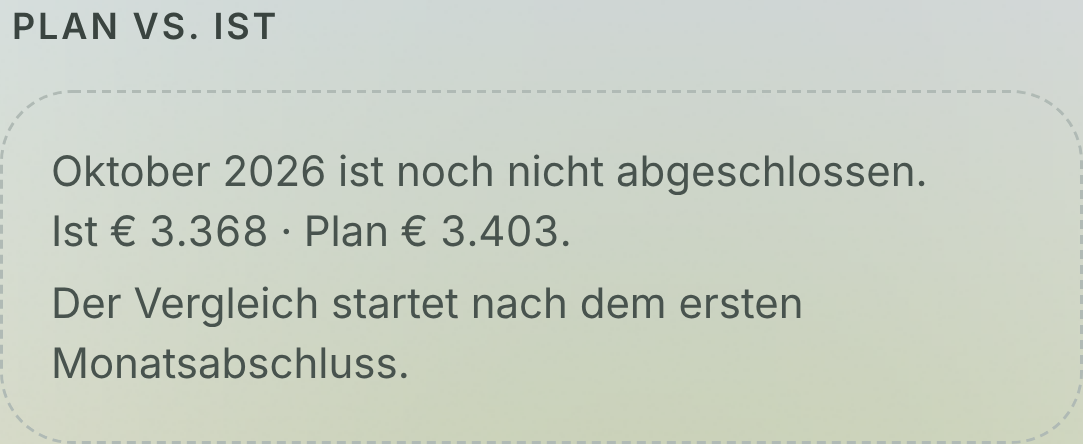 PLAN VS. IST
Oktober 2026 ist noch nicht abgeschlossen.
Ist € 3.368 · Plan € 3.403.
Der Vergleich startet nach dem ersten
Monatsabschluss.